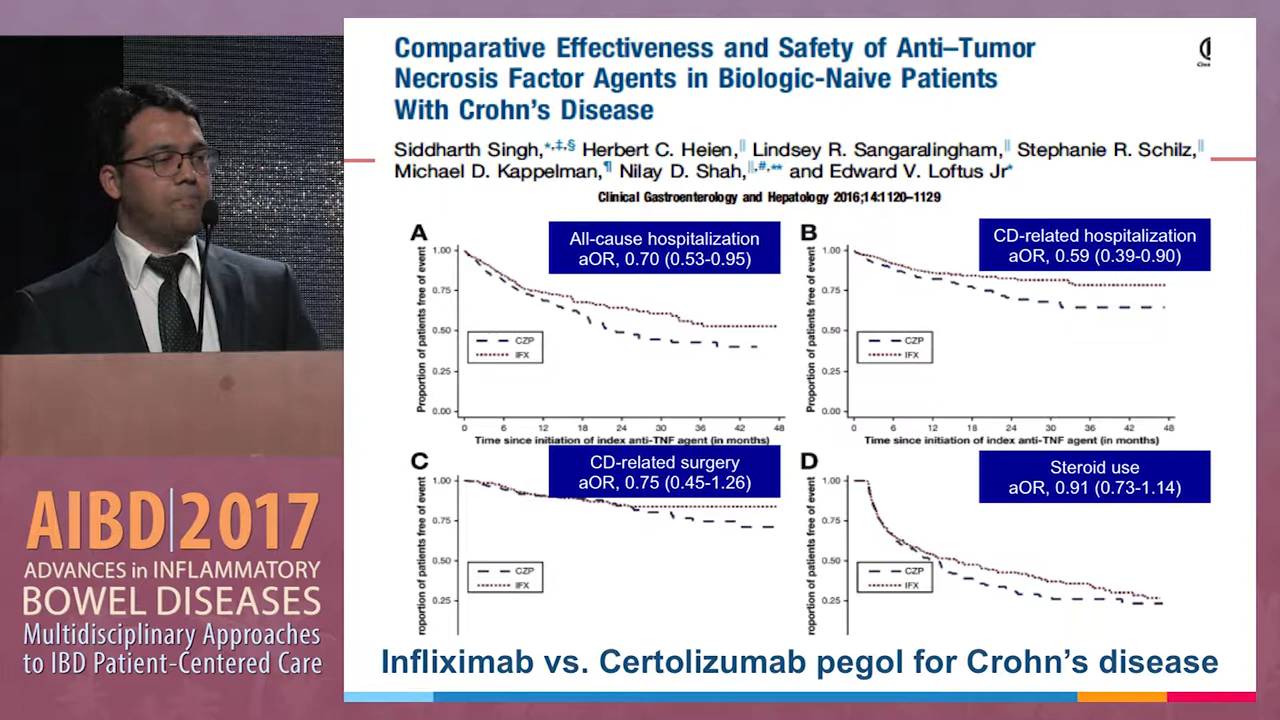 Comparative Effectiveness and Safety of Anti–Tumor
Necrosis Factor Agents in Biologic-Naive Patients
With Crohn's Disease
Siddharth Singh,*,‡,§ Herbert C. Heien,‖ Lindsey R. Sangaralingham,‖ Stephanie R. Schilz,‖
Michael D. Kappelman,¶ Nilay D. Shah,‖,#,** and Edward V. Loftus Jr*
Clinical Gastroenterology and Hepatology 2016;14:1120–1129
A
All-cause hospitalization
aOR, 0.70 (0.53-0.95)
Proportion of patients free of event
1.00
0.75
0.50
0.25
0.00
CZP
IFX
0 6 12 18 24 30 36 42 48
Time since initiation of index anti-TNF agent (in months)
B
CD-related hospitalization
aOR, 0.59 (0.39-0.90)
Proportion of patients free of event
1.00
0.75
0.50
0.25
0.00
CZP
IFX
0 6 12 18 24 30 36 42 48
Time since initiation of index anti-TNF agent (in months)
C
CD-related surgery
aOR, 0.75 (0.45-1.26)
roportion of patients free of event
1.00
0.75
0.50
0.25
CZP
IFX
D
Steroid use
aOR, 0.91 (0.73-1.14)
roportion of patients free of event
1.00
0.75
0.50
0.25
CZP
IFX
Infliximab vs. Certolizumab pegol for Crohn's disease
AIBD|2017
ADVANCES in INFLAMMATORY
BOWEL DISEASES
Multidisciplinary Approaches
to IBD Patient-Centered Care